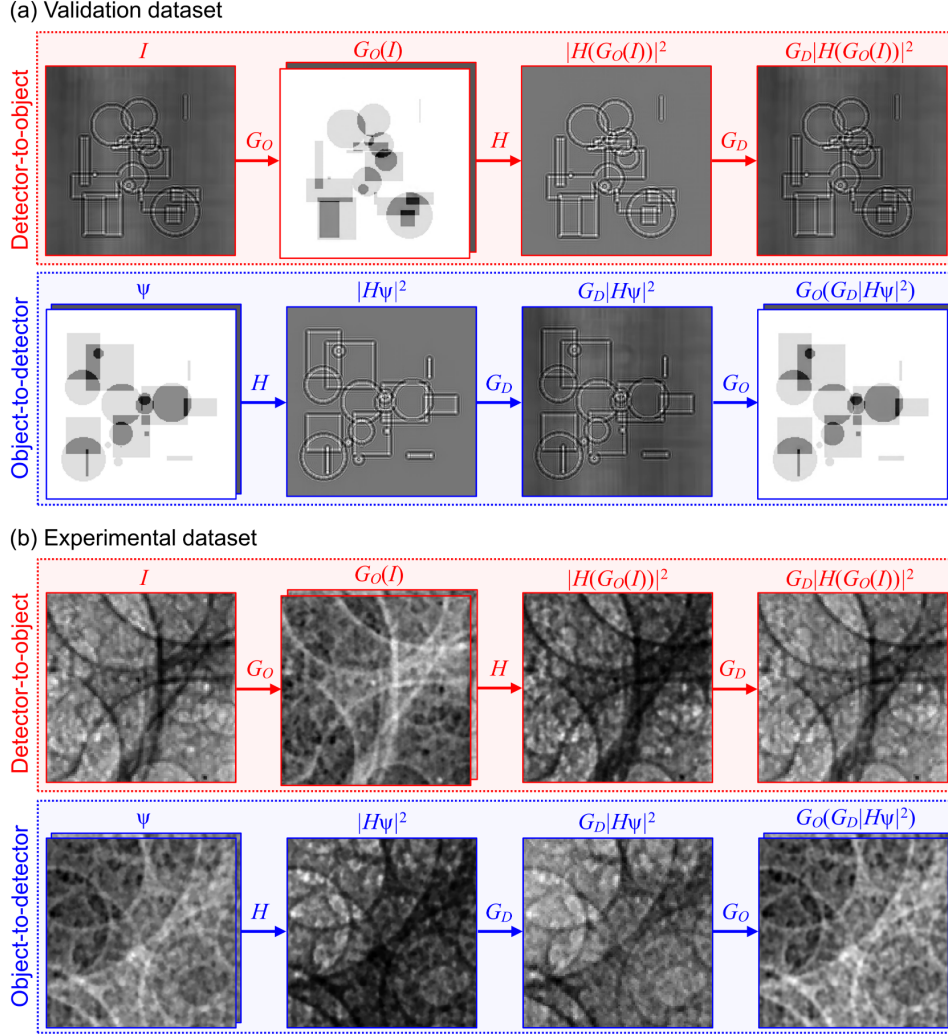 (a) Validation dataset
Detector-to-object
I
G_O(I)
|H(G_O(I))|²
G_D|H(G_O(I))|²
G_O
H
G_D
Object-to-detector
ψ
|Hψ|²
G_D|Hψ|²
G_O(G_D|Hψ|²)
H
G_D
G_O
(b) Experimental dataset
Detector-to-object
I
G_O(I)
|H(G_O(I))|²
G_D|H(G_O(I))|²
G_O
H
G_D
Object-to-detector
ψ
|Hψ|²
G_D|Hψ|²
G_O(G_D|Hψ|²)
H
G_D
G_O